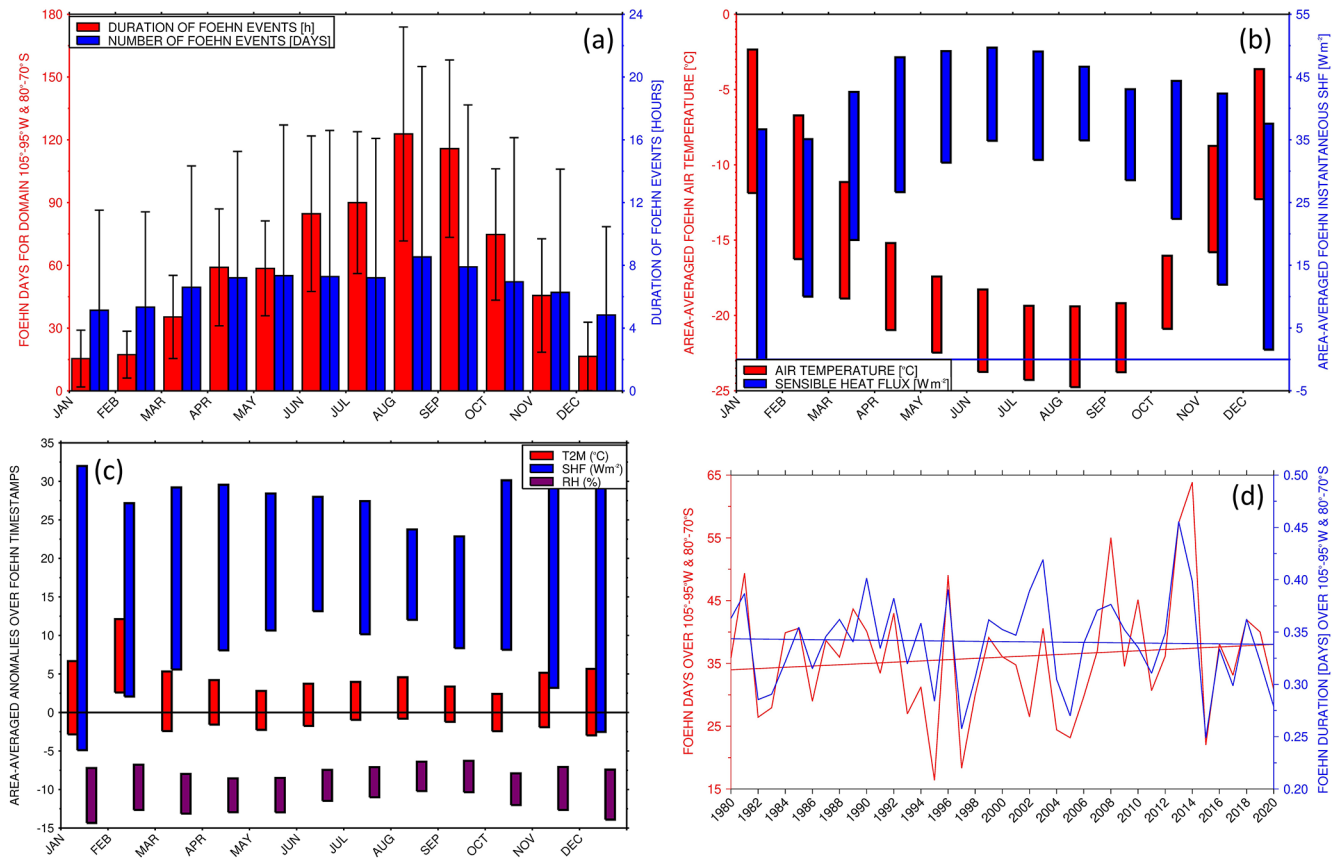 DURATION OF FOEHN EVENTS [h]
NUMBER OF FOEHN EVENTS [DAYS]
(a)
180
150
120
90
60
30
0
FOEHN DAYS FOR DOMAIN 105°-95°W & 80°-70°S
24
20
16
12
8
4
0
DURATION OF FOEHN EVENTS [HOURS]
JAN FEB MAR APR MAY JUN JUL AUG SEP OCT NOV DEC
(b)
0
-5
-10
-15
-20
-25
AREA-AVERAGED FOEHN AIR TEMPERATURE [°C]
55
45
35
25
15
5
-5
AREA-AVERAGED FOEHN INSTANTANEOUS SHF [Wm-²]
AIR TEMPERATURE [°C]
SENSIBLE HEAT FLUX [Wm-²]
JAN FEB MAR APR MAY JUN JUL AUG SEP OCT NOV DEC
(c)
T2M (°C)
SHF (Wm-²)
RH (%)
35
30
25
20
15
10
5
0
-5
-10
-15
AREA-AVERAGED ANOMALIES OVER FOEHN TIMESTAMPS
JAN FEB MAR APR MAY JUN JUL AUG SEP OCT NOV DEC
(d)
65
55
45
35
25
15
FOEHN DAYS OVER 105°-95°W & 80°-70°S
0.50
0.45
0.40
0.35
0.30
0.25
0.20
FOEHN DURATION [DAYS] OVER 105°-95°W & 80°-70°S
1980 1982 1984 1986 1988 1990 1992 1994 1996 1998 2000 2002 2004 2006 2008 2010 2012 2014 2016 2018 2020